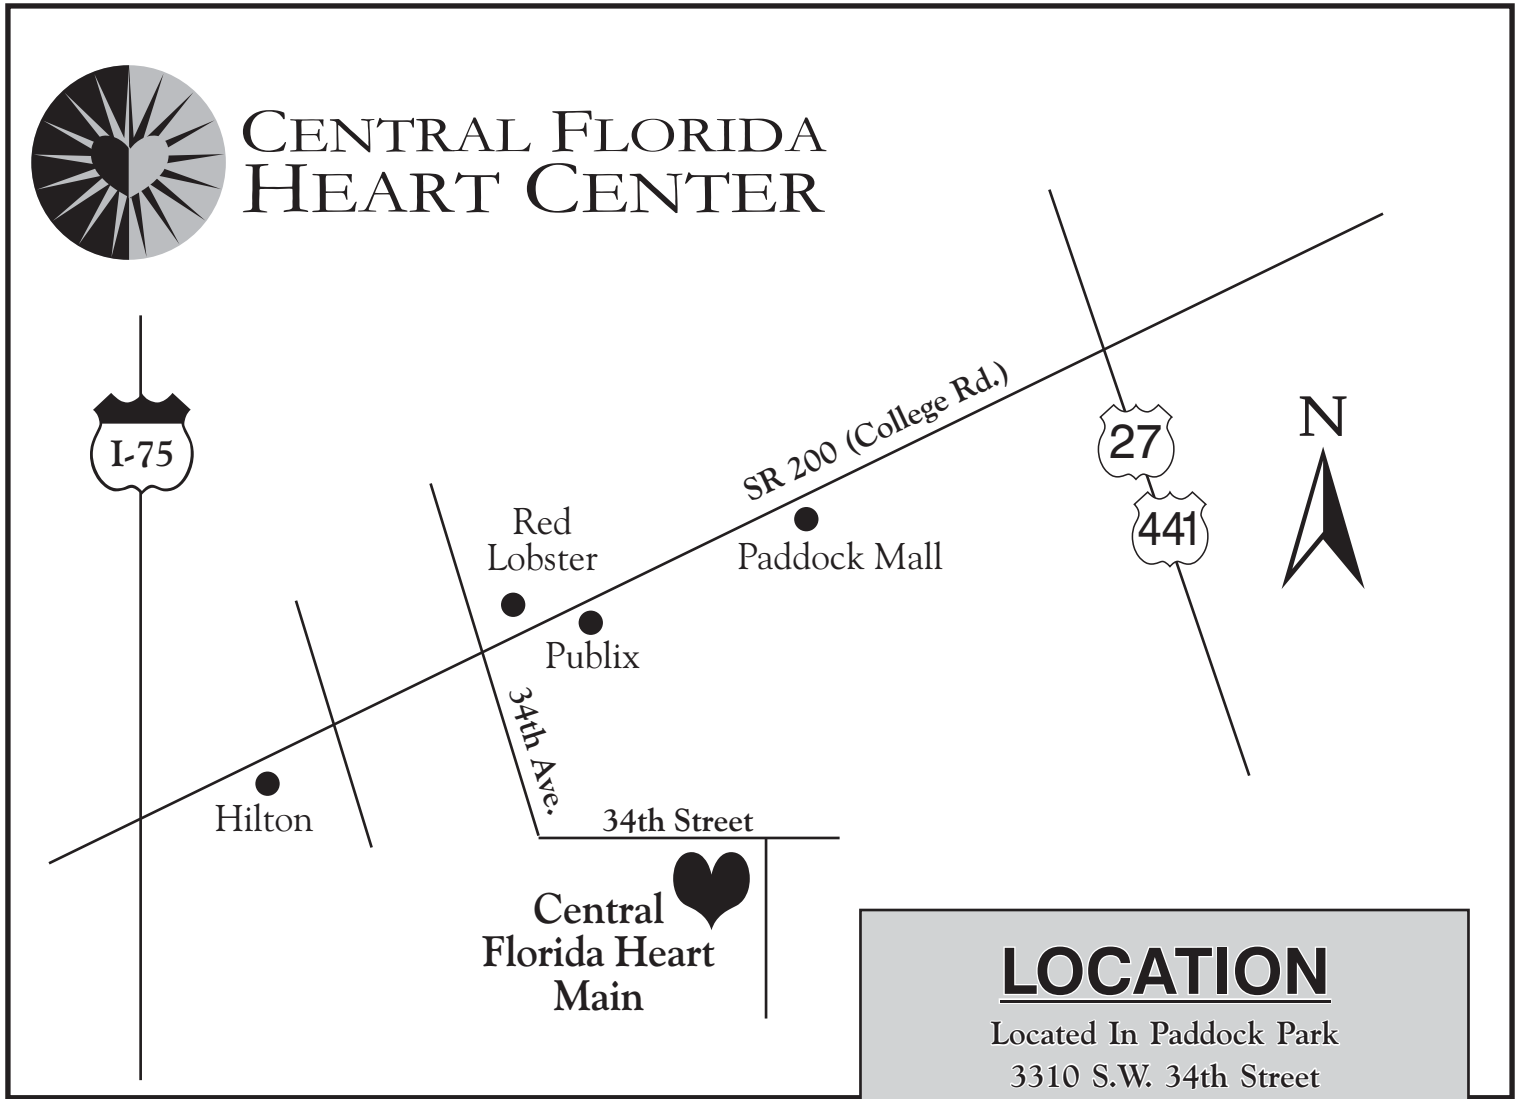 CENTRAL FLORIDA
HEART CENTER
I-75
SR 200 (College Rd.)
27
441
N
Red
Lobster
Paddock Mall
Publix
34th Ave.
Hilton
34th Street
Central
Florida Heart
Main
LOCATION
Located In Paddock Park
3310 S.W. 34th Street